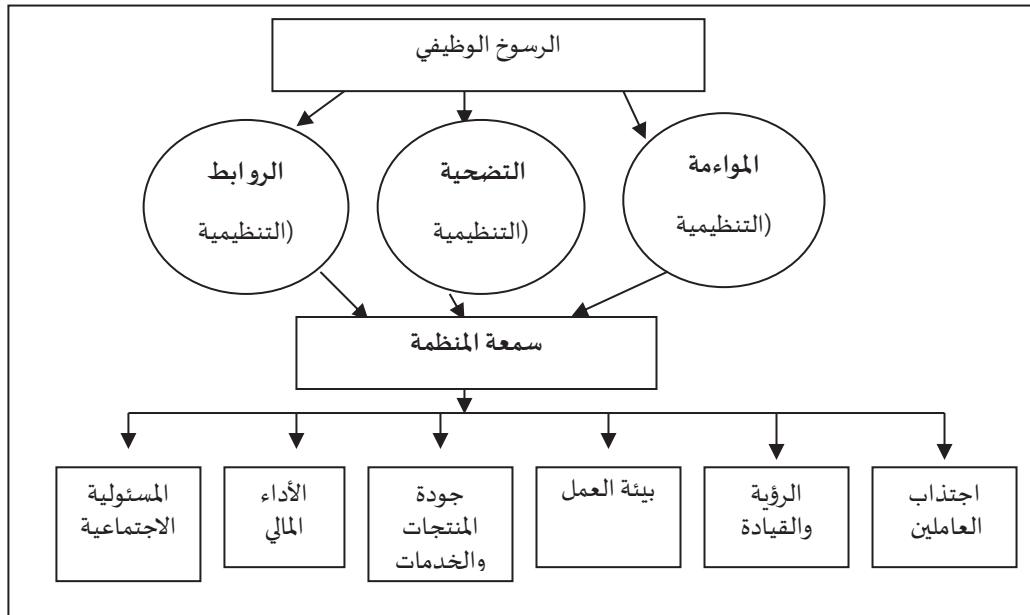 الرسوخ الوظيفي
المواءمة
(التنظيمية
التضحية
(التنظيمية
الروابط
(التنظيمية
سمعة المنظمة
اجتذاب
العاملين
الرؤية
والقيادة
بيئة العمل
جودة
المنتجات
والخدمات
الأداء
المالي
المسئولية
الاجتماعية